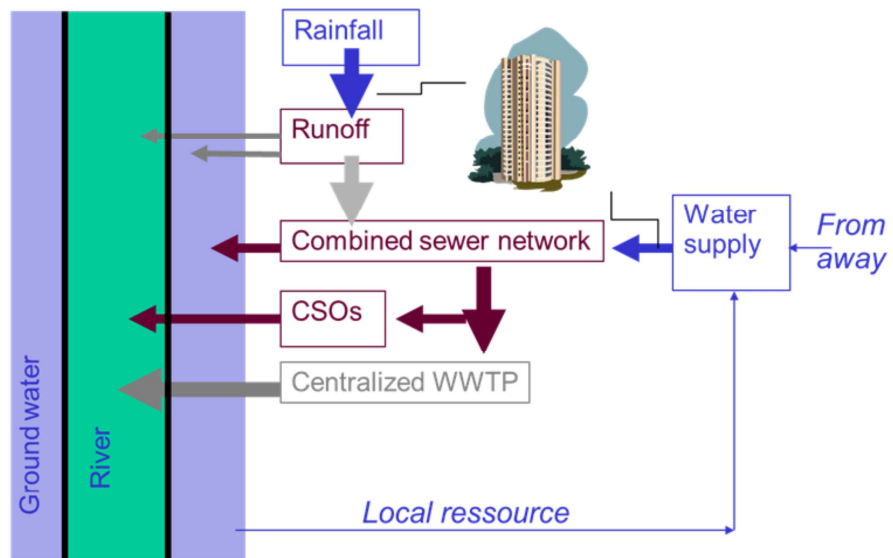 Rainfall
Runoff
Combined sewer network
Water
supply
From
away
CSOs
Centralized WWTP
Ground water
River
Local ressource